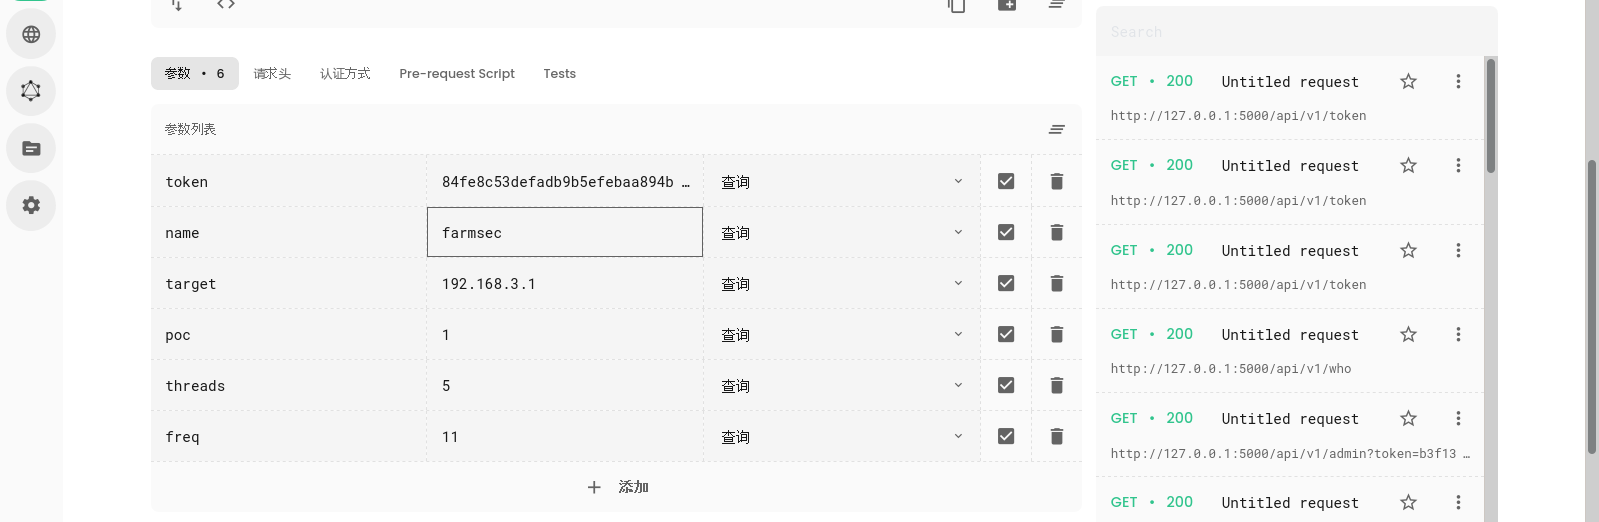 参数 • 6 请求头 认证方式 Pre-request Script Tests
参数列表
token 84fe8c53defadb9b5efebaa894b … 查询
name farmsec 查询
target 192.168.3.1 查询
poc 1 查询
threads 5 查询
freq 11 查询
添加
Search
GET • 200 Untitled request
http://127.0.0.1:5000/api/v1/token
GET • 200 Untitled request
http://127.0.0.1:5000/api/v1/token
GET • 200 Untitled request
http://127.0.0.1:5000/api/v1/token
GET • 200 Untitled request
http://127.0.0.1:5000/api/v1/who
GET • 200 Untitled request
http://127.0.0.1:5000/api/v1/admin?token=b3f13 …
GET • 200 Untitled request